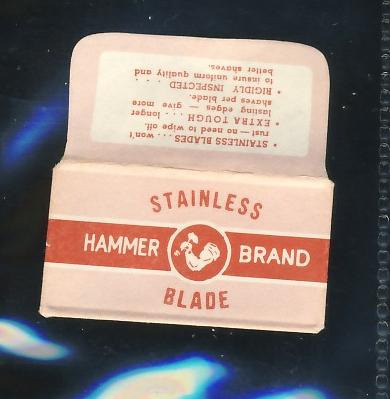 • STAINLESS BLADES ... won't
rust — no need to wipe off.
• EXTRA TOUGH . . . . longer
lasting edges — give more
shaves per blade.
• RIGIDLY INSPECTED . . . .
to insure uniform quality and
better shaves.
STAINLESS
HAMMER BRAND
BLADE